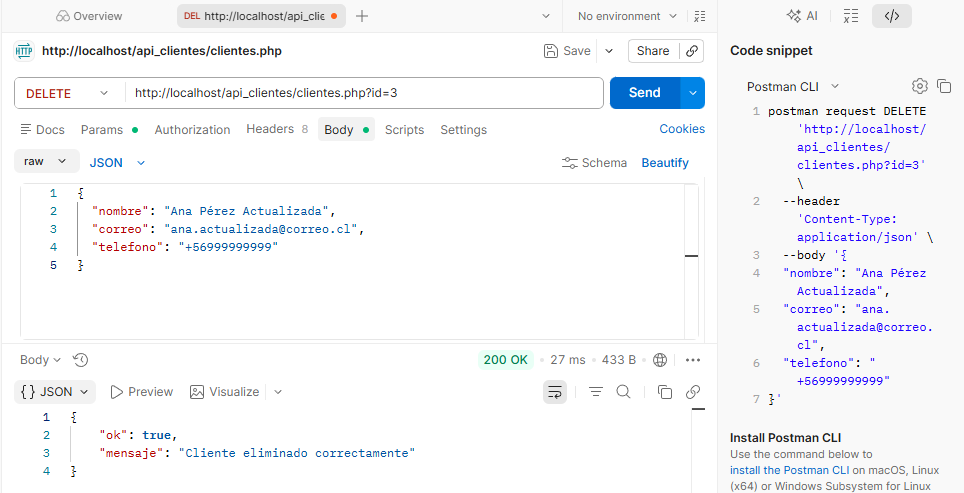 Overview
DEL http://localhost/api_clie
No environment
AI
HTTP http://localhost/api_clientes/clientes.php
Save
Share
DELETE http://localhost/api_clientes/clientes.php?id=3
Send
Docs Params Authorization Headers 8 Body Scripts Settings
Cookies
raw JSON
Schema Beautify
1 {
2 "nombre": "Ana Pérez Actualizada",
3 "correo": "ana.actualizada@correo.cl",
4 "telefono": "+56999999999"
5 }
Body
200 OK • 27 ms • 433 B
{} JSON Preview Visualize
1 {
2 "ok": true,
3 "mensaje": "Cliente eliminado correctamente"
4 }
Code snippet
Postman CLI
1 postman request DELETE
'http://localhost/
api_clientes/
clientes.php?id=3'
\
2 --header
'Content-Type:
application/json' \
3 --body '{
4 "nombre": "Ana Pérez
Actualizada",
5 "correo": "ana.
actualizada@correo.
cl",
6 "telefono": "
+56999999999"
7 }'
Install Postman CLI
Use the command below to
install the Postman CLI on macOS, Linux
(x64) or Windows Subsystem for Linux